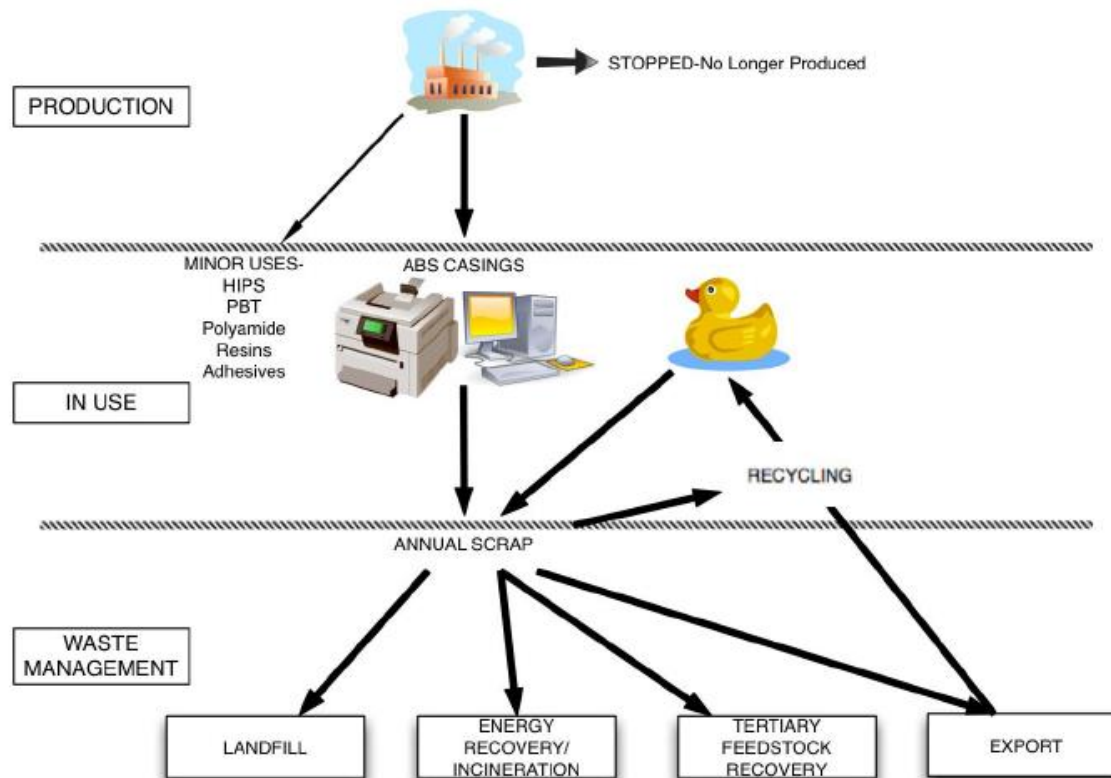 STOPPED-No Longer Produced
PRODUCTION
MINOR USES-
HIPS
PBT
Polyamide
Resins
Adhesives
ABS CASINGS
IN USE
RECYCLING
ANNUAL SCRAP
WASTE
MANAGEMENT
LANDFILL
ENERGY
RECOVERY/
INCINERATION
TERTIARY
FEEDSTOCK
RECOVERY
EXPORT